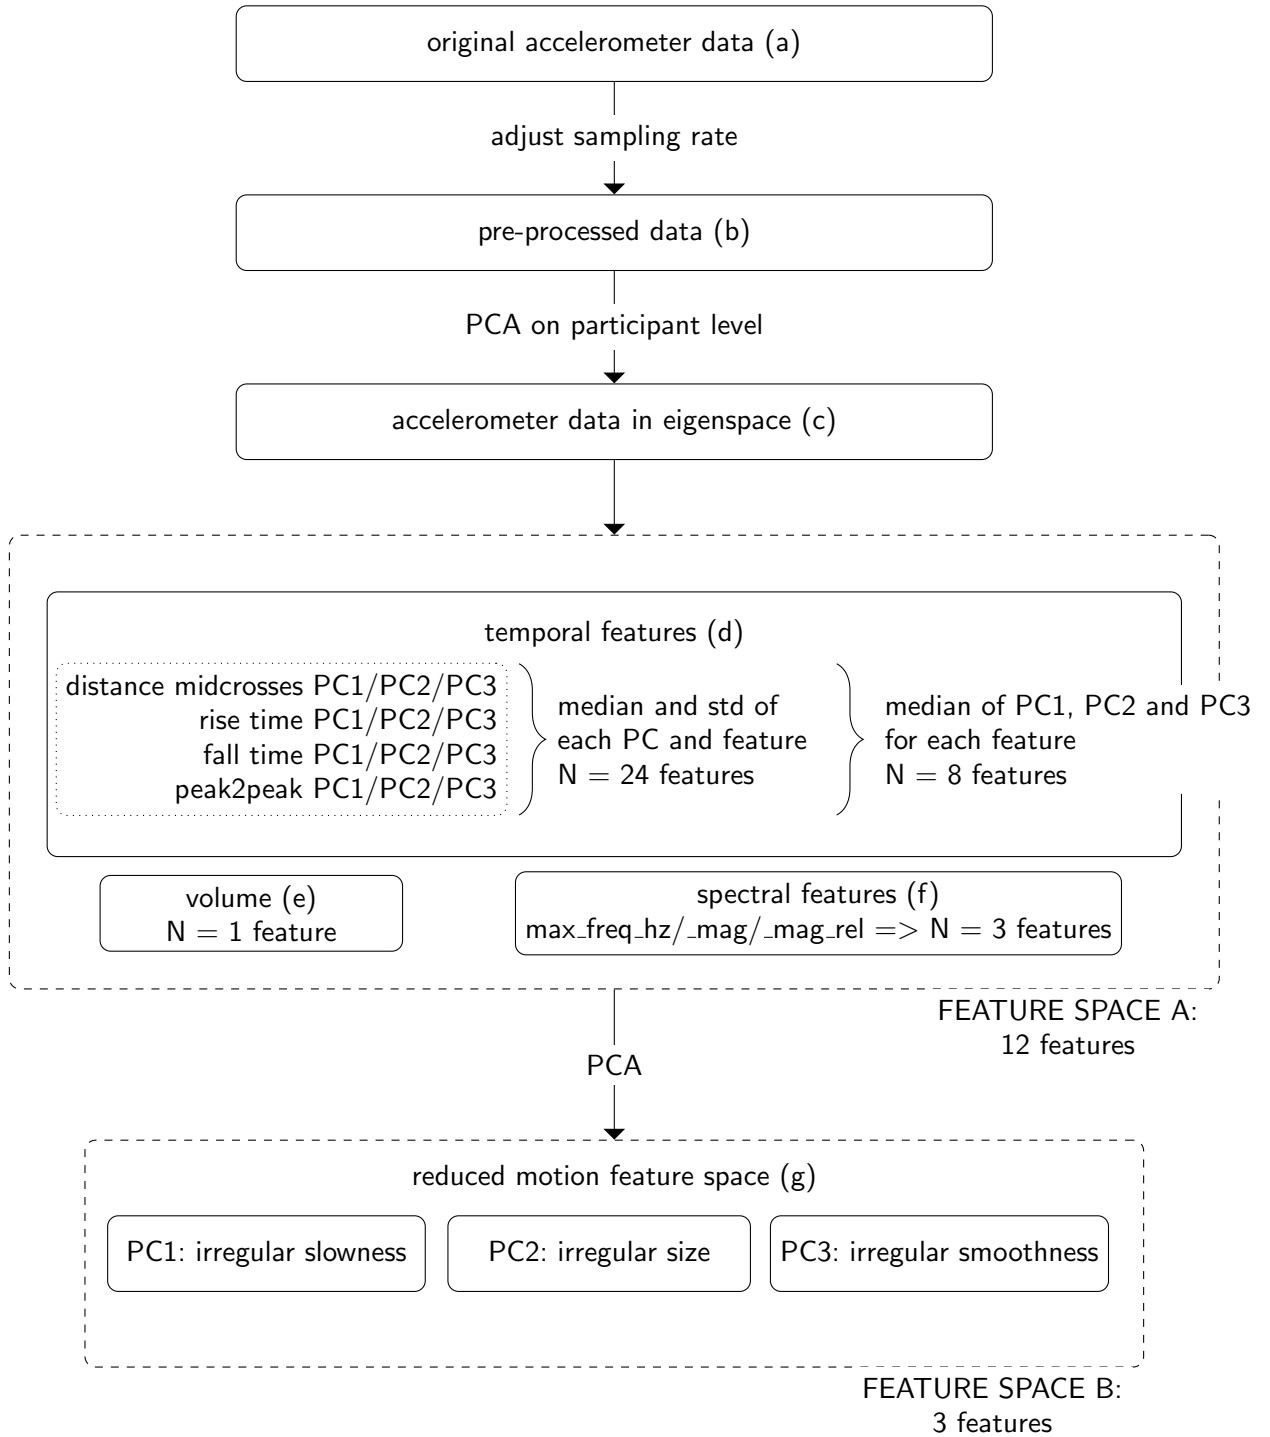 original accelerometer data (a)
adjust sampling rate
pre-processed data (b)
PCA on participant level
accelerometer data in eigenspace (c)
temporal features (d)
distance midcrosses PC1/PC2/PC3
rise time PC1/PC2/PC3
fall time PC1/PC2/PC3
peak2peak PC1/PC2/PC3
median and std of
each PC and feature
N = 24 features
median of PC1, PC2 and PC3
for each feature
N = 8 features
volume (e)
N = 1 feature
spectral features (f)
max_freq_hz/_mag/_mag_rel => N = 3 features
FEATURE SPACE A:
12 features
PCA
reduced motion feature space (g)
PC1: irregular slowness
PC2: irregular size
PC3: irregular smoothness
FEATURE SPACE B:
3 features